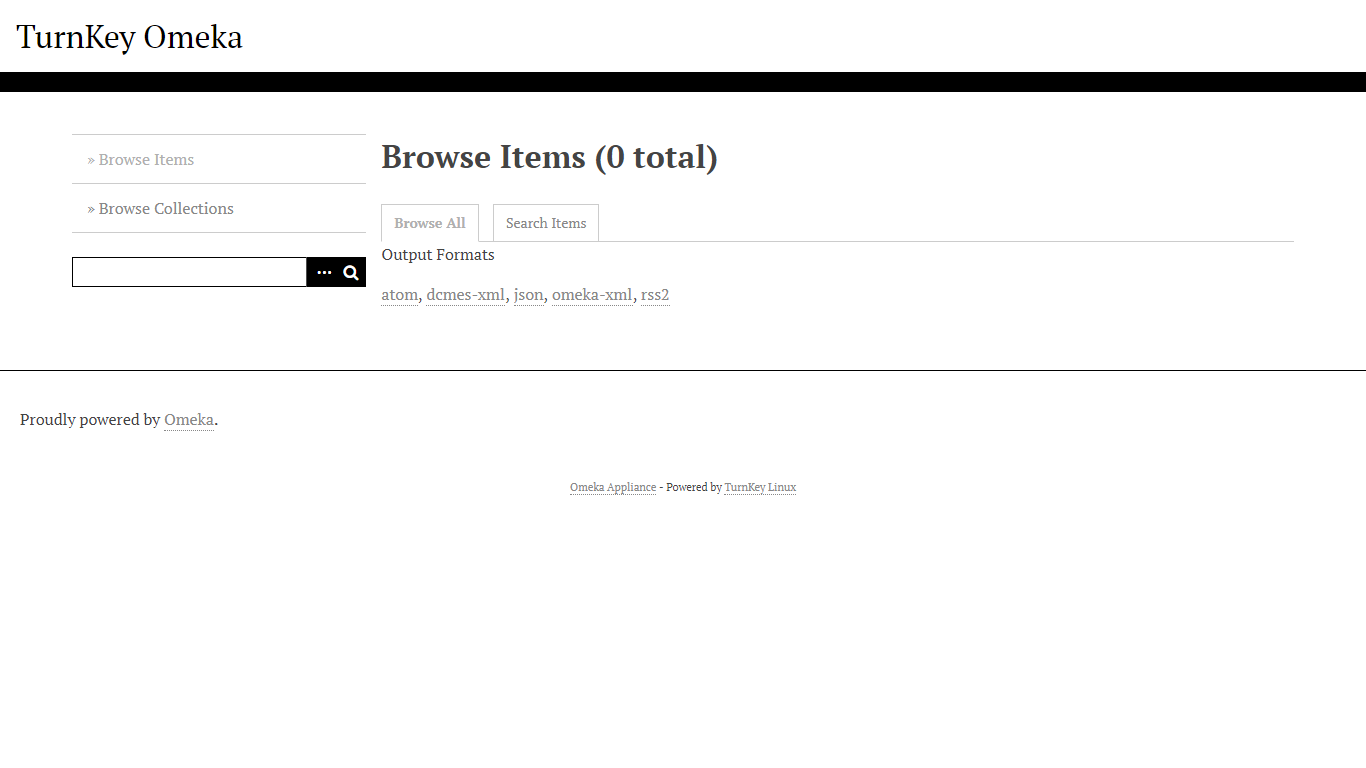 TurnKey Omeka
» Browse Items
» Browse Collections
Browse Items (0 total)
Browse All
Search Items
Output Formats
atom, dcmes-xml, json, omeka-xml, rss2
Proudly powered by Omeka.
Omeka Appliance - Powered by TurnKey Linux